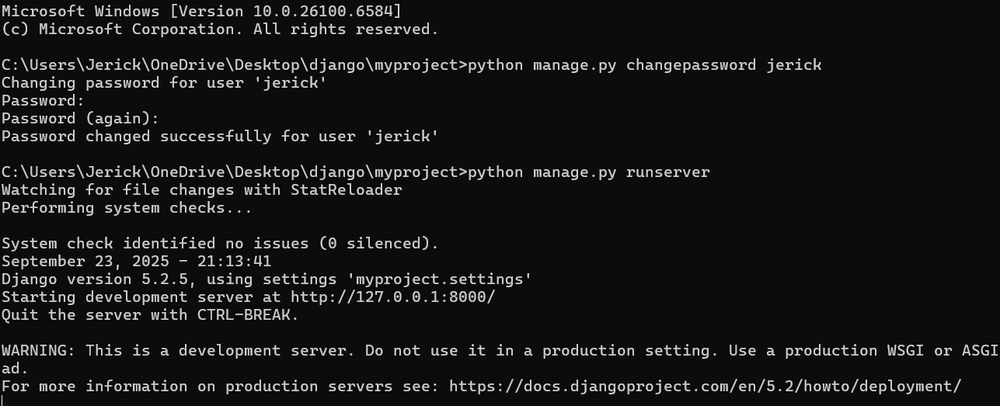 Microsoft Windows [Version 10.0.26100.6584]
(c) Microsoft Corporation. All rights reserved.
C:\Users\Jerick\OneDrive\Desktop\django\myproject>python manage.py changepassword jerick
Changing password for user 'jerick'
Password:
Password (again):
Password changed successfully for user 'jerick'
C:\Users\Jerick\OneDrive\Desktop\django\myproject>python manage.py runserver
Watching for file changes with StatReloader
Performing system checks...
System check identified no issues (0 silenced).
September 23, 2025 - 21:13:41
Django version 5.2.5, using settings 'myproject.settings'
Starting development server at http://127.0.0.1:8000/
Quit the server with CTRL-BREAK.
WARNING: This is a development server. Do not use it in a production setting. Use a production WSGI or ASGI
ad.
For more information on production servers see: https://docs.djangoproject.com/en/5.2/howto/deployment/